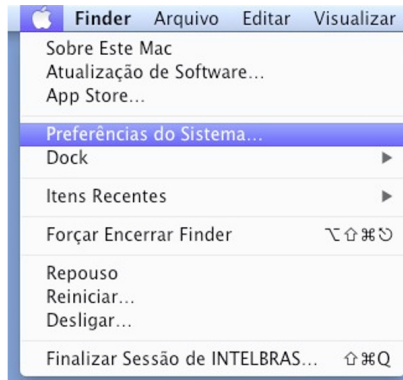 Finder Arquivo Editar Visualizar
Sobre Este Mac
Atualização de Software...
App Store...
Preferências do Sistema...
Dock ▶
Itens Recentes ▶
Forçar Encerrar Finder ⌥⇧⌘⎋
Repouso
Reiniciar...
Desligar...
Finalizar Sessão de INTELBRAS... ⇧⌘Q